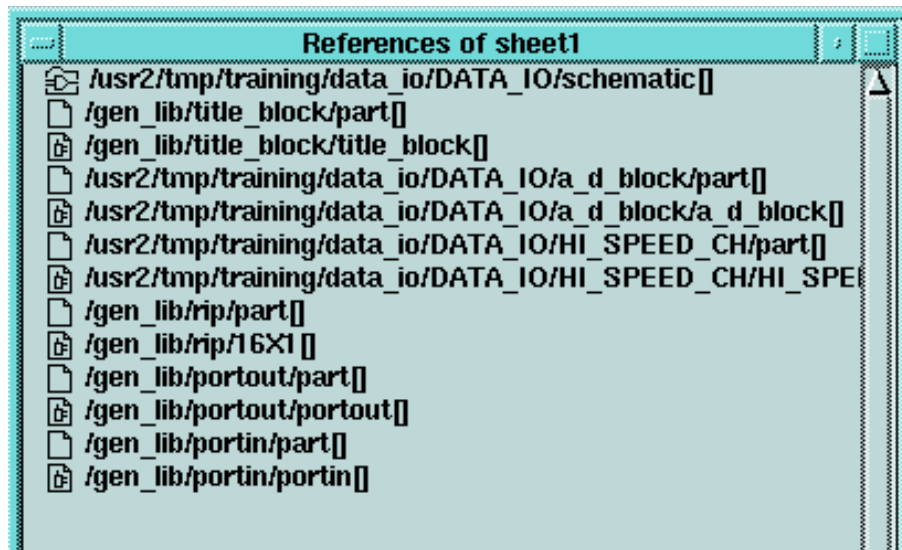 References of sheet1
/usr2/tmp/training/data_io/DATA_IO/schematic[]
/gen_lib/title_block/part[]
/gen_lib/title_block/title_block[]
/usr2/tmp/training/data_io/DATA_IO/a_d_block/part[]
/usr2/tmp/training/data_io/DATA_IO/a_d_block/a_d_block[]
/usr2/tmp/training/data_io/DATA_IO/HI_SPEED_CH/part[]
/usr2/tmp/training/data_io/DATA_IO/HI_SPEED_CH/HI_SPE
/gen_lib/rip/part[]
/gen_lib/rip/16X1[]
/gen_lib/portout/part[]
/gen_lib/portout/portout[]
/gen_lib/portin/part[]
/gen_lib/portin/portin[]